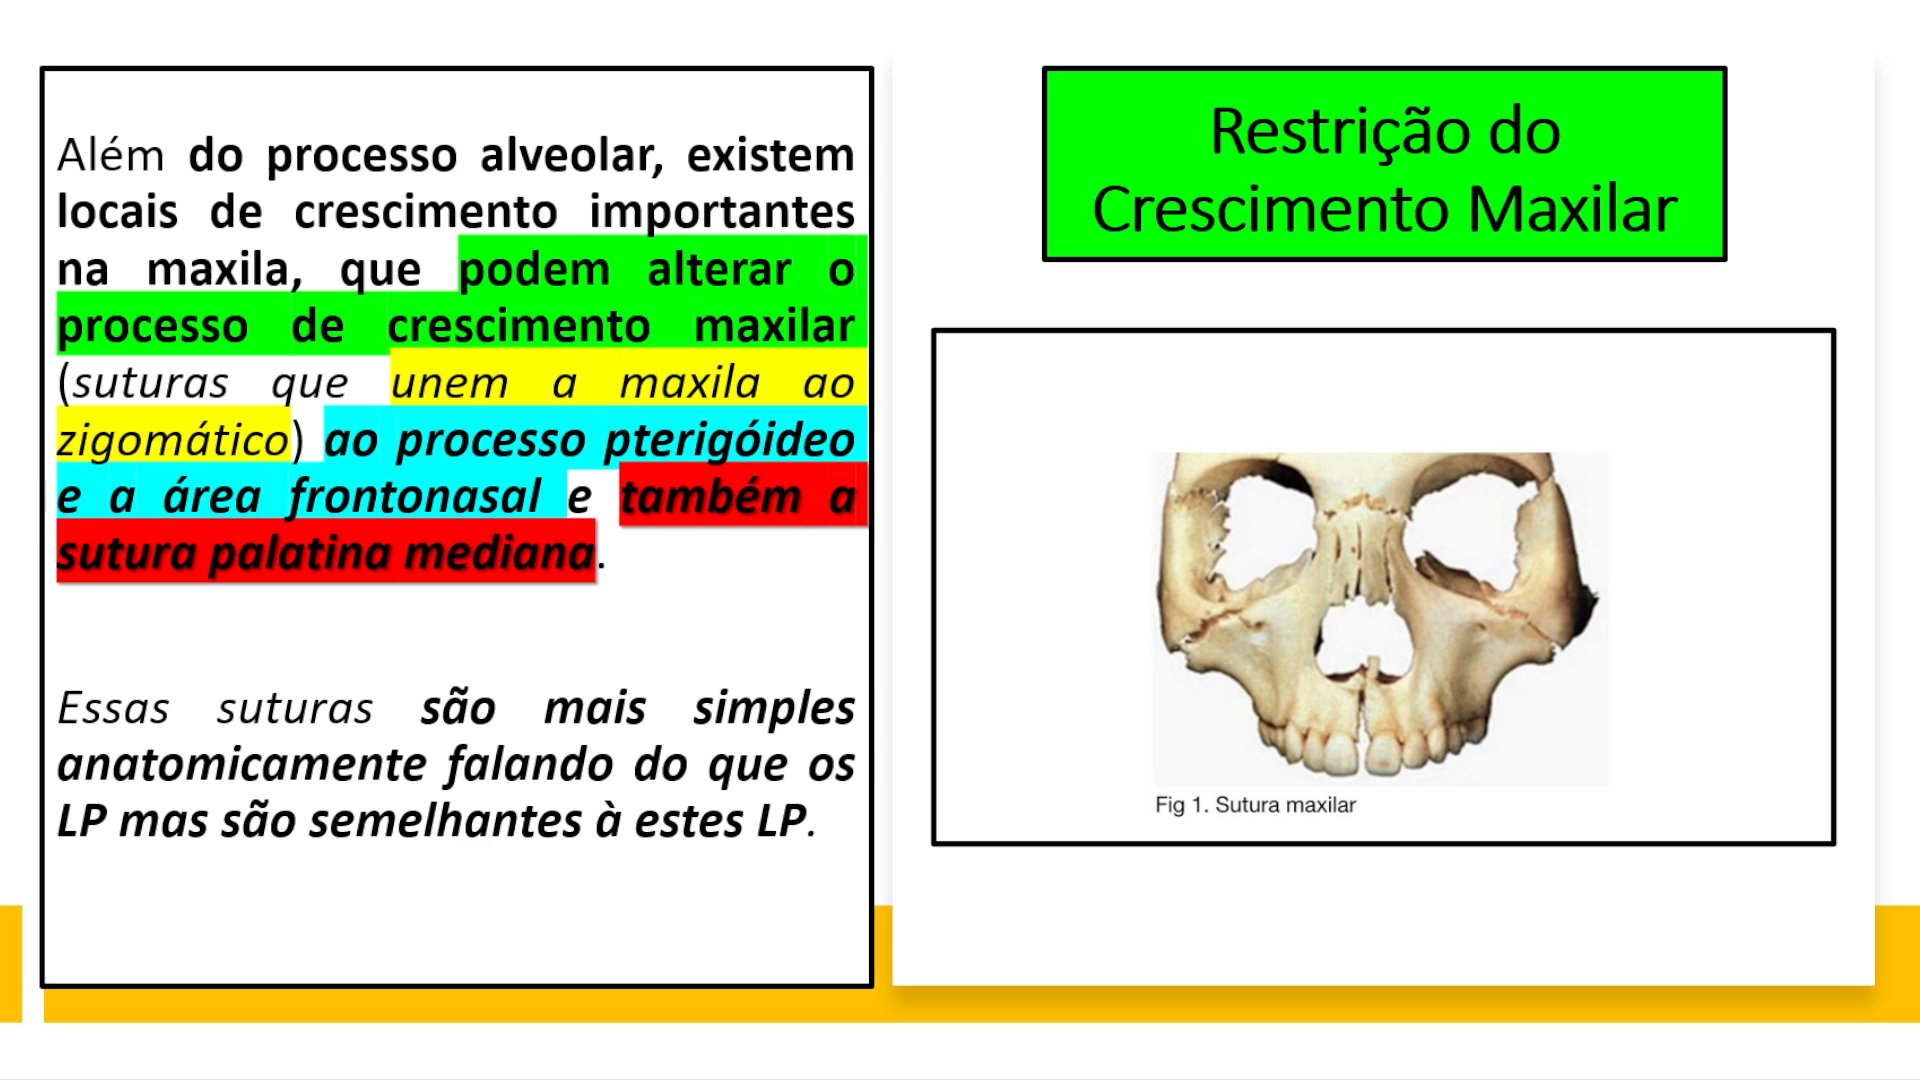 Além do processo alveolar, existem
locais de crescimento importantes
na maxila, que podem alterar o
processo de crescimento maxilar
(suturas que unem a maxila ao
zigomático) ao processo pterigóideo
e a área frontonasal e também a
sutura palatina mediana.
Essas suturas são mais simples
anatomicamente falando do que os
LP mas são semelhantes à estes LP.
Restrição do
Crescimento Maxilar
Fig 1. Sutura maxilar